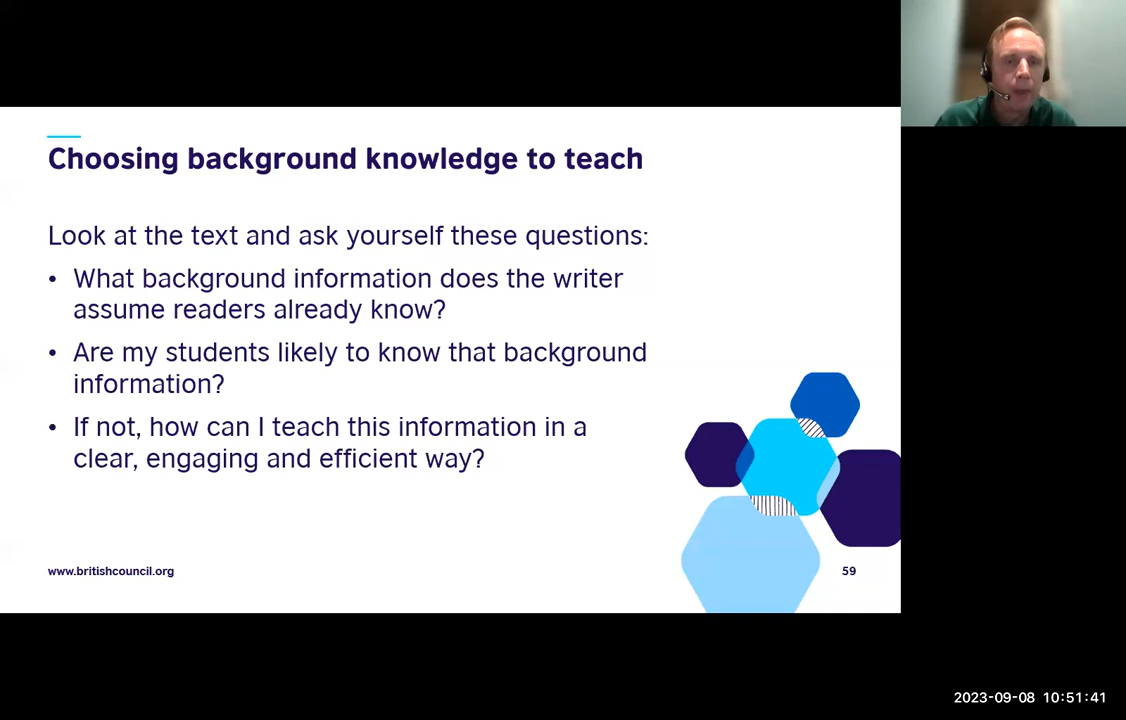 Choosing background knowledge to teach
Look at the text and ask yourself these questions:
• What background information does the writer
assume readers already know?
• Are my students likely to know that background
information?
• If not, how can I teach this information in a
clear, engaging and efficient way?
www.britishcouncil.org
59
2023-09-08 10:51:41